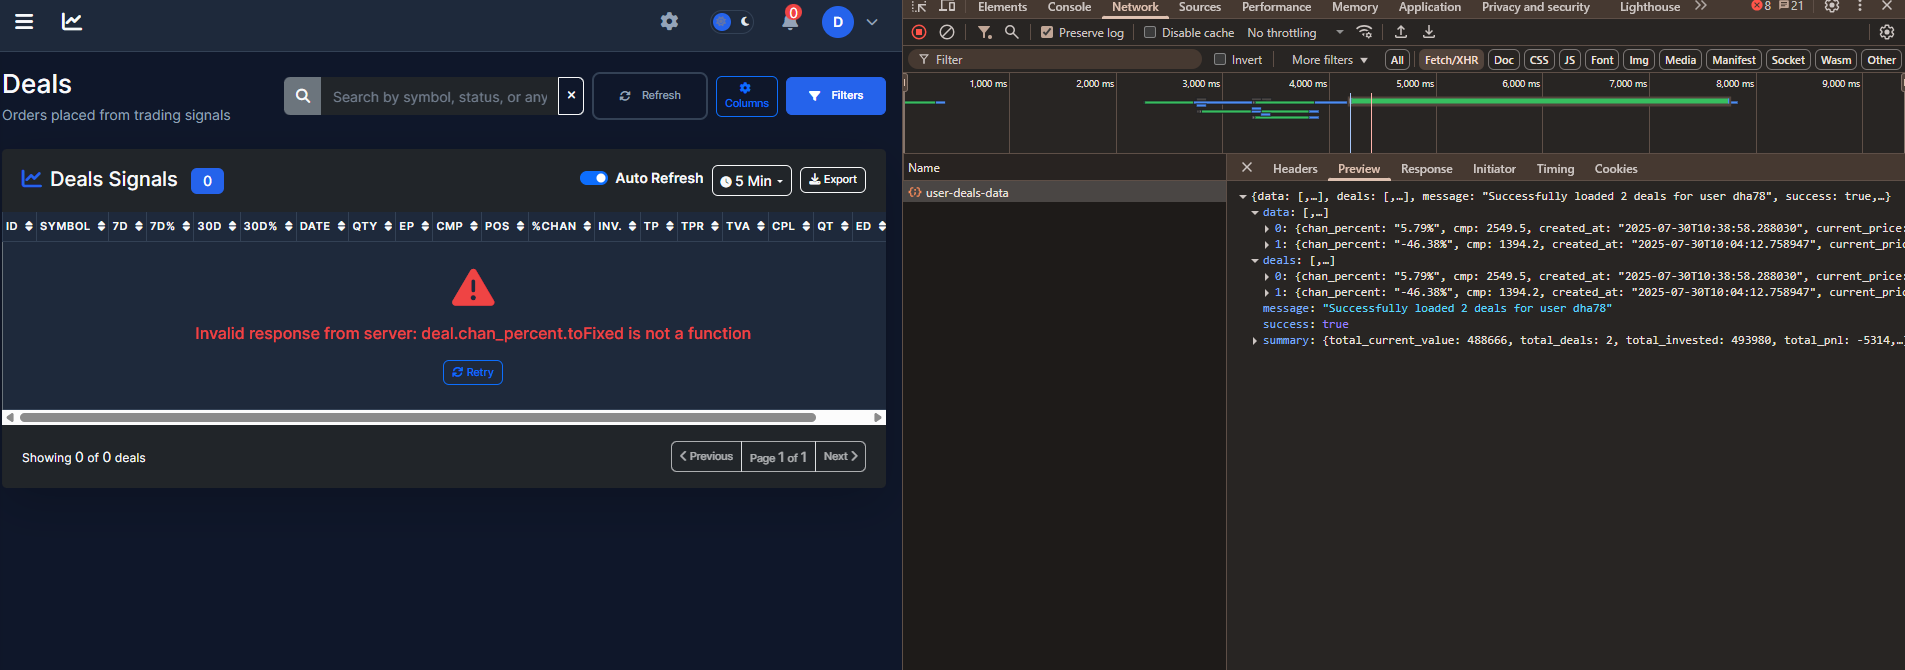 0
D
Deals
Orders placed from trading signals
Search by symbol, status, or any
×
Refresh
Columns
Filters
Deals Signals
0
Auto Refresh
5 Min
Export
ID SYMBOL 7D 7D% 30D 30D% DATE QTY EP CMP POS %CHAN INV. TP TPR TVA CPL QT ED
Invalid response from server: deal.chan_percent.toFixed is not a function
Retry
Showing 0 of 0 deals
Previous Page 1 of 1 Next
Elements Console Network Sources Performance Memory Application Privacy and security Lighthouse 8 21
Preserve log Disable cache No throttling
Filter Invert More filters All Fetch/XHR Doc CSS JS Font Img Media Manifest Socket Wasm Other
1,000 ms 2,000 ms 3,000 ms 4,000 ms 5,000 ms 6,000 ms 7,000 ms 8,000 ms 9,000 ms
Name
user-deals-data
Headers Preview Response Initiator Timing Cookies
{data: [,…], deals: [,…], message: "Successfully loaded 2 deals for user dha78", success: true,…}
data: [,…]
0: {chan_percent: "5.79%", cmp: 2549.5, created_at: "2025-07-30T10:38:58.288030", current_price:
1: {chan_percent: "-46.38%", cmp: 1394.2, created_at: "2025-07-30T10:04:12.758947", current_pric
deals: [,…]
0: {chan_percent: "5.79%", cmp: 2549.5, created_at: "2025-07-30T10:38:58.288030", current_price:
1: {chan_percent: "-46.38%", cmp: 1394.2, created_at: "2025-07-30T10:04:12.758947", current_pric
message: "Successfully loaded 2 deals for user dha78"
success: true
summary: {total_current_value: 488666, total_deals: 2, total_invested: 493980, total_pnl: -5314,…